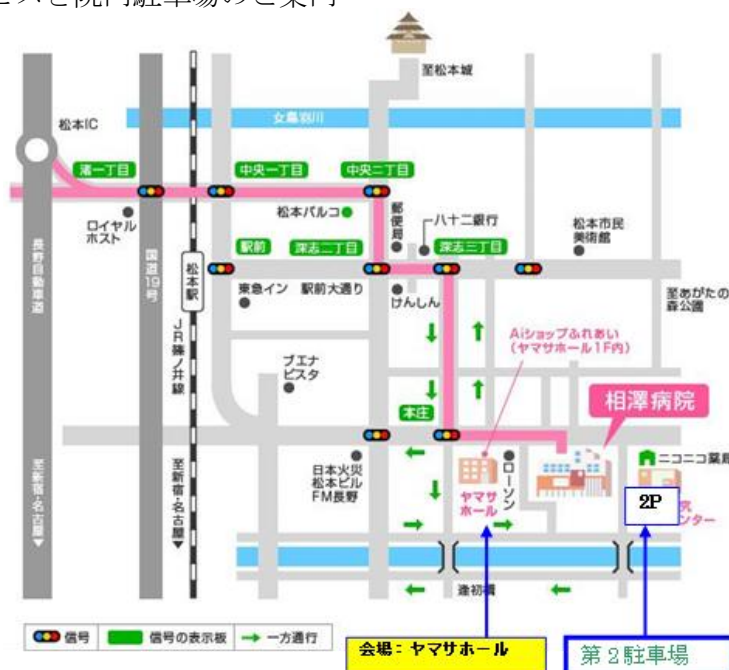 院内駐車場のご案内
至松本城
松本IC
女鳥羽川
渚一丁目
中央一丁目
中央二丁目
ロイヤル
ホスト
松本パルコ
郵便局
八十二銀行
松本市民
美術館
長野自動車道
国道19号
松本駅
駅前
深志二丁目
深志三丁目
東急イン
駅前大通り
けんしん
至あがたの
森公園
JR篠ノ井線
Aiショップふれあい
(ヤマサホール1F内)
ブエナ
ビスタ
本庄
相澤病院
至新宿・名古屋
至新宿・名古屋
日本火災
松本ビル
FM長野
ヤマサ
ホール
ローソン
ニコニコ薬局
2P
究
ンター
逢初橋
信号
信号の表示板
一方通行
会場:ヤマサホール
第2駐車場